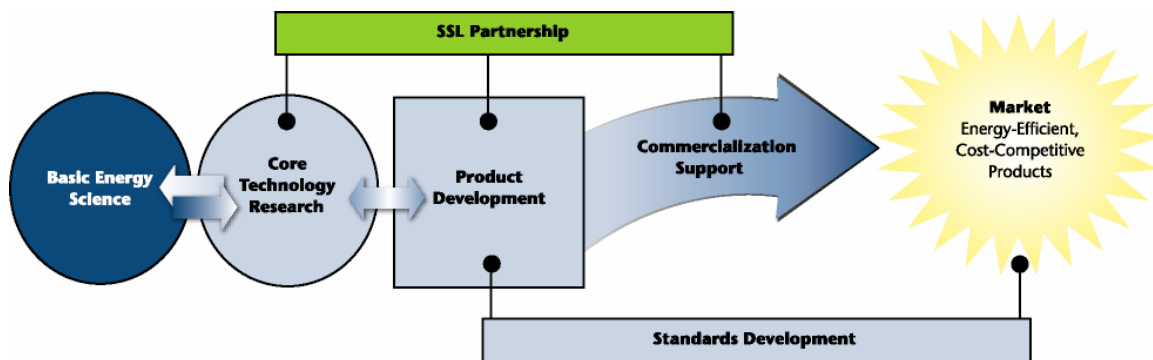 SSL Partnership
Basic Energy
Science
Core
Technology
Research
Product
Development
Commercialization
Support
Market
Energy-Efficient,
Cost-Competitive
Products
Standards Development